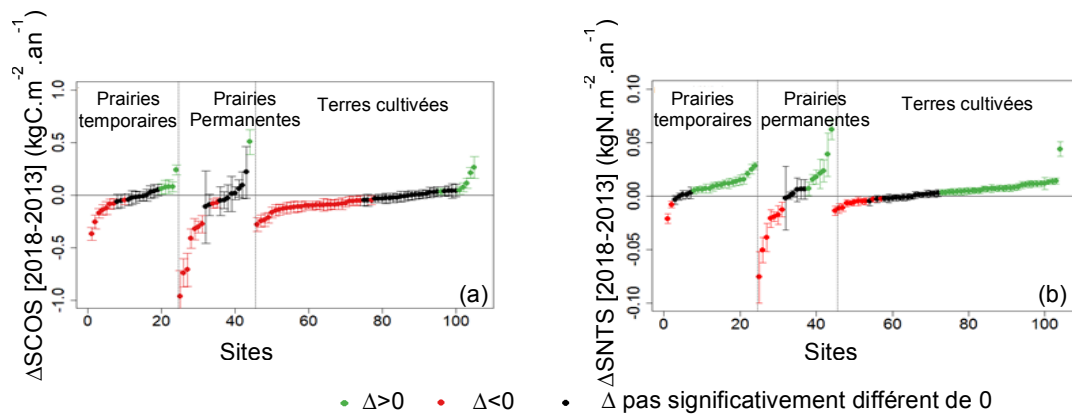 ΔSCOS [2018-2013] (kgC.m⁻².an⁻¹)
1.0
0.5
0.0
-0.5
-1.0
Prairies temporaires
Prairies Permanentes
Terres cultivées
(a)
0 20 40 60 80 100
Sites
ΔSNTS [2018-2013] (kgN.m⁻².an⁻¹)
0.10
0.05
0.00
-0.05
-0.10
Prairies temporaires
Prairies permanentes
Terres cultivées
(b)
0 20 40 60 80 100
Sites
Δ>0 Δ<0 Δ pas significativement différent de 0